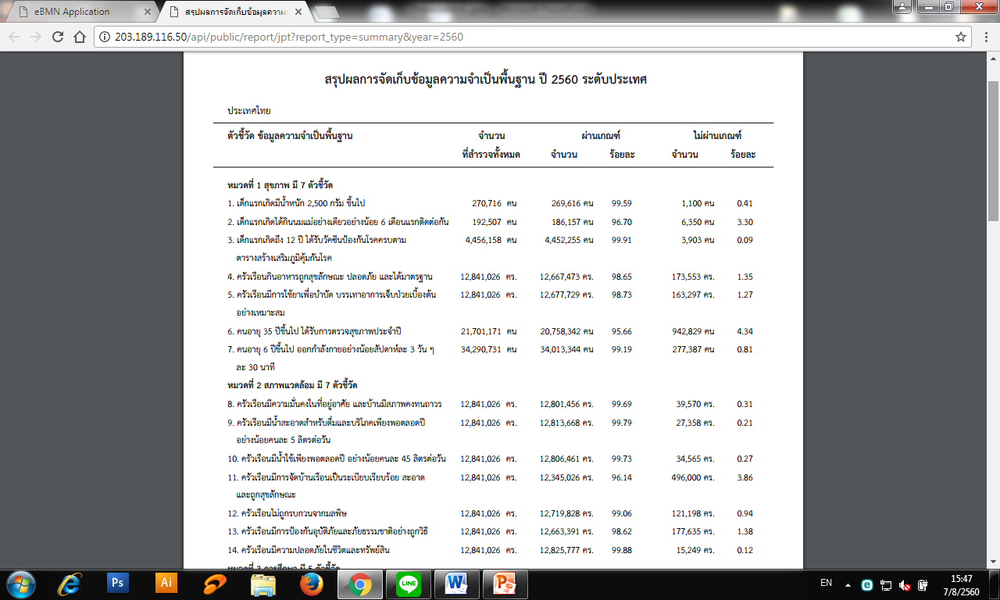 eBMN Application
สรุปผลการจัดเก็บข้อมูลความ
203.189.116.50/api/public/report/jpt?report_type=summary&year=2560
สรุปผลการจัดเก็บข้อมูลความจำเป็นพื้นฐาน ปี 2560 ระดับประเทศ
ประเทศไทย
ตัวชี้วัด ข้อมูลความจำเป็นพื้นฐาน จำนวน ผ่านเกณฑ์ ไม่ผ่านเกณฑ์
ที่สำรวจทั้งหมด จำนวน ร้อยละ จำนวน ร้อยละ
หมวดที่ 1 สุขภาพ มี 7 ตัวชี้วัด
1. เด็กแรกเกิดมีน้ำหนัก 2,500 กรัม ขึ้นไป 270,716 คน 269,616 คน 99.59 1,100 คน 0.41
2. เด็กแรกเกิดได้กินนมแม่อย่างเดียวอย่างน้อย 6 เดือนแรกติดต่อกัน 192,507 คน 186,157 คน 96.70 6,350 คน 3.30
3. เด็กแรกเกิดถึง 12 ปี ได้รับวัคซีนป้องกันโรคครบตาม 4,456,158 คน 4,452,255 คน 99.91 3,903 คน 0.09
ตารางสร้างเสริมภูมิคุ้มกันโรค
4. ครัวเรือนกินอาหารถูกสุขลักษณะ ปลอดภัย และได้มาตรฐาน 12,841,026 คร. 12,667,473 คร. 98.65 173,553 คร. 1.35
5. ครัวเรือนมีการใช้ยาเพื่อบำบัด บรรเทาอาการเจ็บป่วยเบื้องต้น 12,841,026 คร. 12,677,729 คร. 98.73 163,297 คร. 1.27
อย่างเหมาะสม
6. คนอายุ 35 ปีขึ้นไป ได้รับการตรวจสุขภาพประจำปี 21,701,171 คน 20,758,342 คน 95.66 942,829 คน 4.34
7. คนอายุ 6 ปีขึ้นไป ออกกำลังกายอย่างน้อยสัปดาห์ละ 3 วัน ๆ 34,290,731 คน 34,013,344 คน 99.19 277,387 คน 0.81
ละ 30 นาที
หมวดที่ 2 สภาพแวดล้อม มี 7 ตัวชี้วัด
8. ครัวเรือนมีความมั่นคงในที่อยู่อาศัย และบ้านมีสภาพคงทนถาวร 12,841,026 คร. 12,801,456 คร. 99.69 39,570 คร. 0.31
9. ครัวเรือนมีน้ำสะอาดสำหรับดื่มและบริโภคเพียงพอตลอดปี 12,841,026 คร. 12,813,668 คร. 99.79 27,358 คร. 0.21
อย่างน้อยคนละ 5 ลิตรต่อวัน
10. ครัวเรือนมีน้ำใช้เพียงพอตลอดปี อย่างน้อยคนละ 45 ลิตรต่อวัน 12,841,026 คร. 12,806,461 คร. 99.73 34,565 คร. 0.27
11. ครัวเรือนมีการจัดบ้านเรือนเป็นระเบียบเรียบร้อย สะอาด 12,841,026 คร. 12,345,026 คร. 96.14 496,000 คร. 3.86
และถูกสุขลักษณะ
12. ครัวเรือนไม่ถูกรบกวนจากมลพิษ 12,841,026 คร. 12,719,828 คร. 99.06 121,198 คร. 0.94
13. ครัวเรือนมีการป้องกันอุบัติภัยและภัยธรรมชาติอย่างถูกวิธี 12,841,026 คร. 12,663,391 คร. 98.62 177,635 คร. 1.38
14. ครัวเรือนมีความปลอดภัยในชีวิตและทรัพย์สิน 12,841,026 คร. 12,825,777 คร. 99.88 15,249 คร. 0.12
หมวดที่ 3 การศึกษา มี 5 ตัวชี้วัด
Ps Ai LINE EN 15:47
7/8/2560